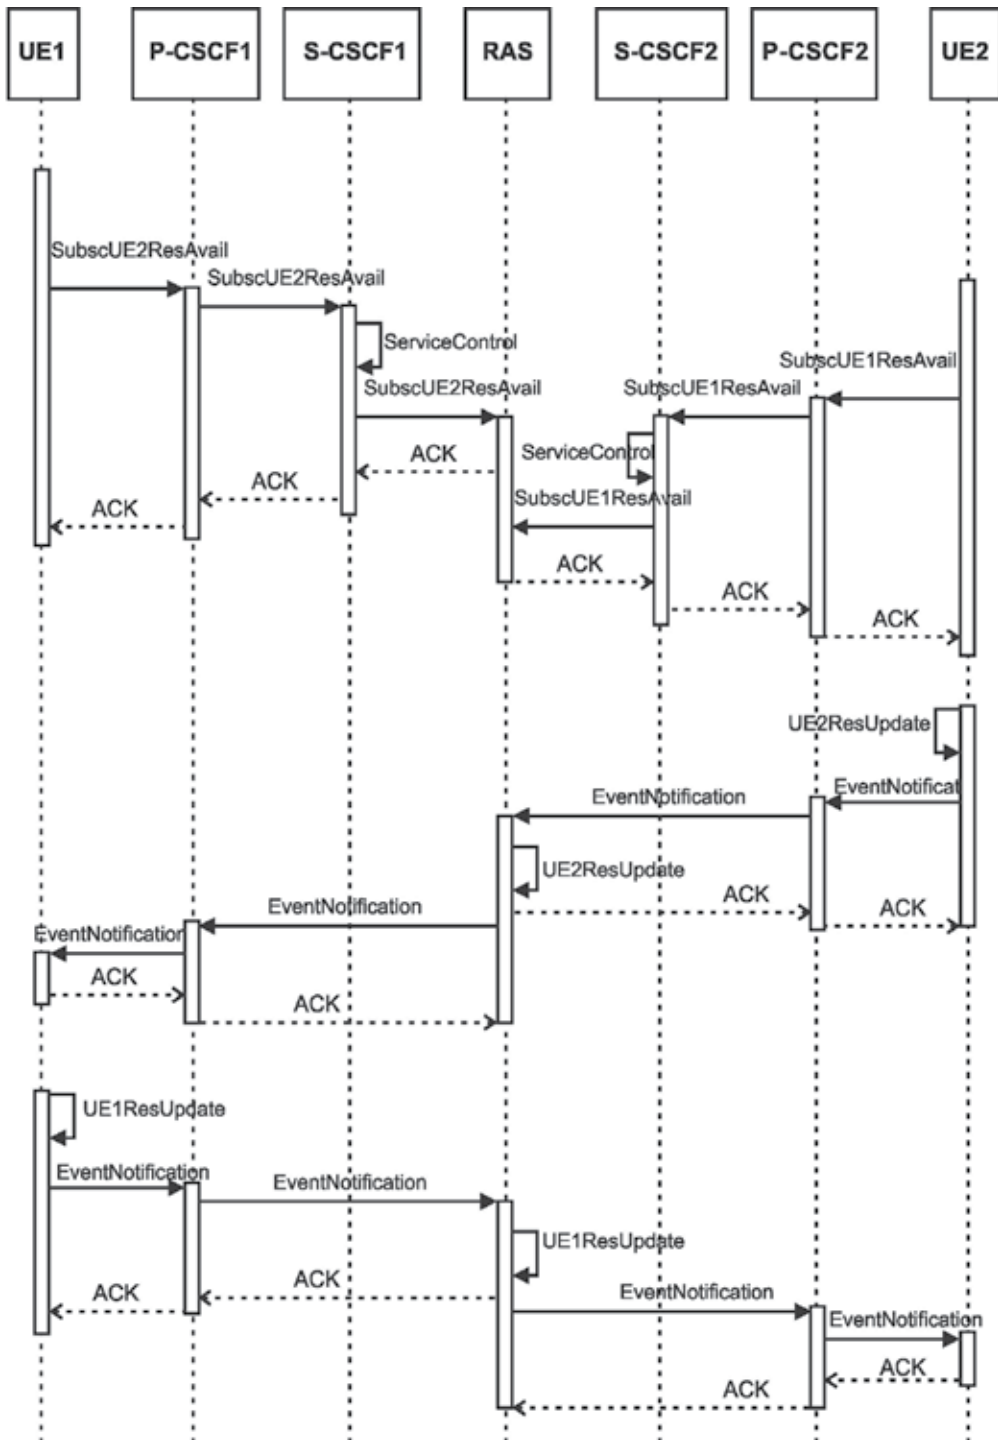 UE1 P-CSCF1 S-CSCF1 RAS S-CSCF2 P-CSCF2 UE2
SubscUE2ResAvail
SubscUE2ResAvail
ServiceControl
SubscUE1ResAvail
SubscUE2ResAvail
SubscUE1ResAvail
ACK
ServiceControl
ACK
SubscUE1ResAvail
ACK
ACK
ACK
ACK
UE2ResUpdate
EventNotificat
EventNotification
UE2ResUpdate
ACK
EventNotification
ACK
EventNotification
ACK
ACK
UE1ResUpdate
EventNotification
EventNotification
UE1ResUpdate
ACK
ACK
EventNotification
EventNotification
ACK
ACK